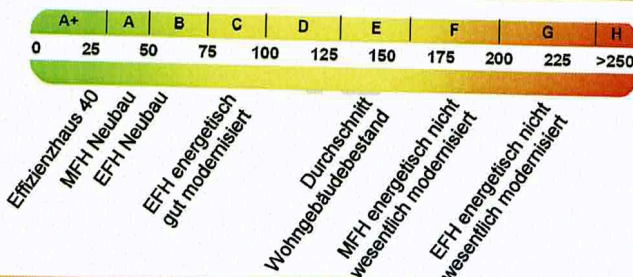 A+ A B C D E F G H
0 25 50 75 100 125 150 175 200 225 >250
Effizienzhaus 40
MFH Neubau
EFH Neubau
EFH energetisch
gut modernisiert
Durchschnitt
Wohngebäudebestand
MFH energetisch nicht
wesentlich modernisiert
EFH energetisch nicht
wesentlich modernisiert